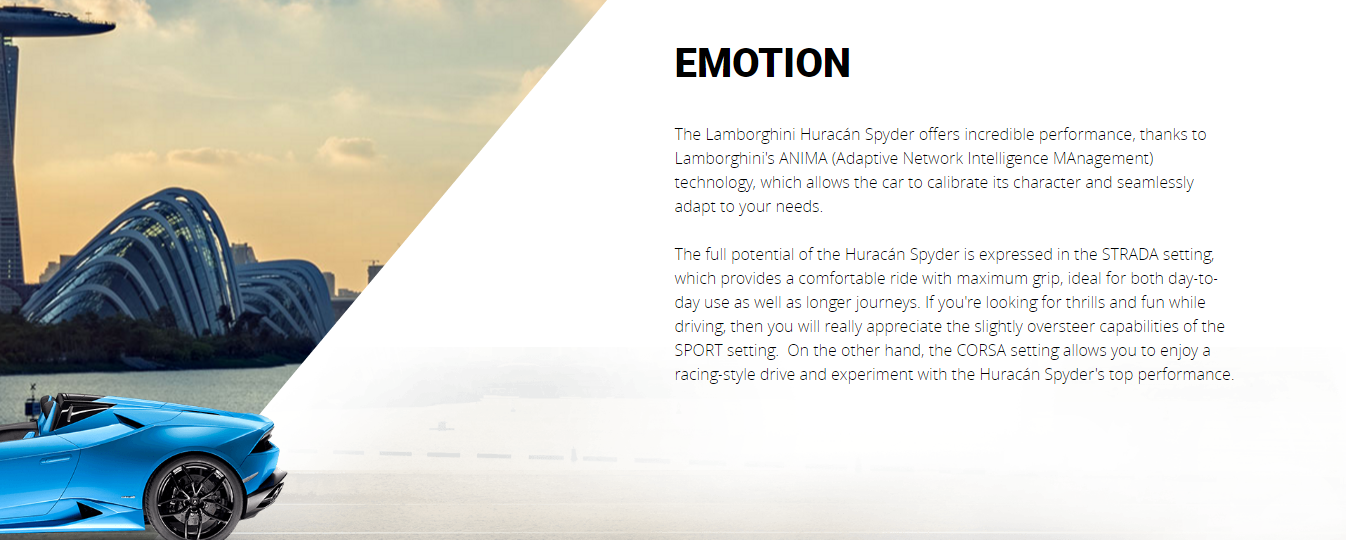 EMOTION
The Lamborghini Huracán Spyder offers incredible performance, thanks to
Lamborghini's ANIMA (Adaptive Network Intelligence MAnagement)
technology, which allows the car to calibrate its character and seamlessly
adapt to your needs.
The full potential of the Huracán Spyder is expressed in the STRADA setting,
which provides a comfortable ride with maximum grip, ideal for both day-to-
day use as well as longer journeys. If you're looking for thrills and fun while
driving, then you will really appreciate the slightly oversteer capabilities of the
SPORT setting.  On the other hand, the CORSA setting allows you to enjoy a
racing-style drive and experiment with the Huracán Spyder's top performance.